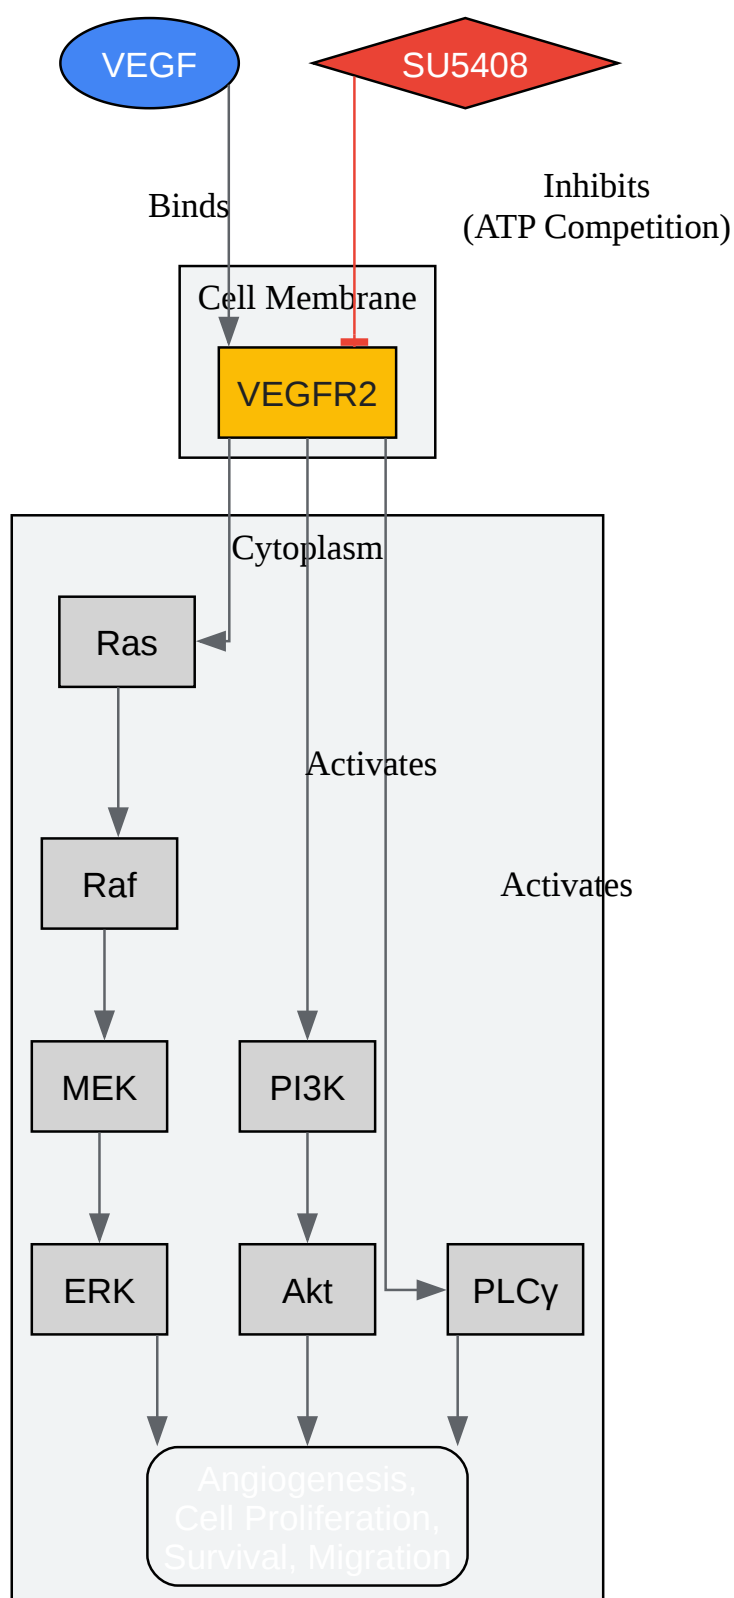 VEGF
SU5408
Binds
Inhibits
(ATP Competition)
Cell Membrane
VEGFR2
Cytoplasm
Ras
Activates
Raf
Activates
MEK
PI3K
ERK
Akt
PLCγ
Angiogenesis,
Cell Proliferation,
Survival, Migration